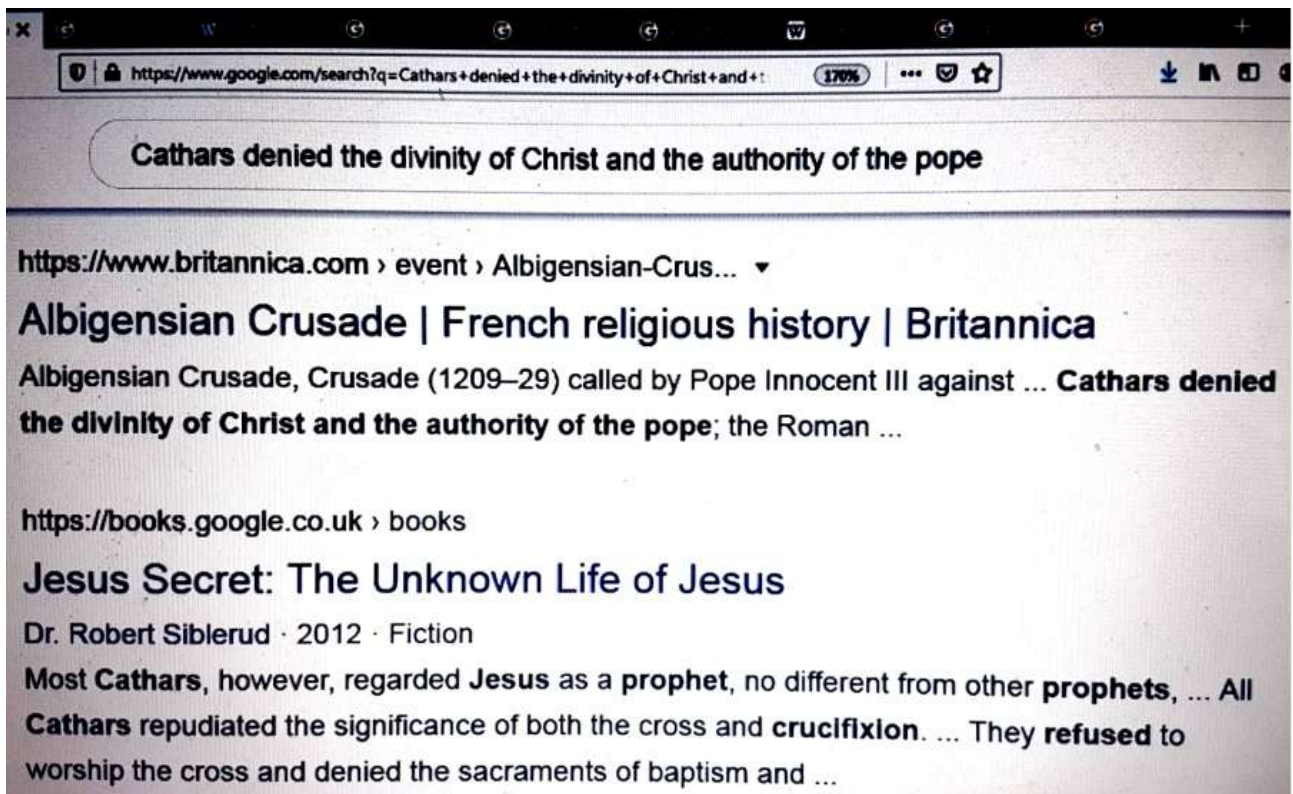 https://www.google.com/search?q=Cathars+denied+the+divinity+of+Christ+and+t
170%
Cathars denied the divinity of Christ and the authority of the pope
https://www.britannica.com › event › Albigensian-Crus...
Albigensian Crusade | French religious history | Britannica
Albigensian Crusade, Crusade (1209–29) called by Pope Innocent III against ... Cathars denied
the divinity of Christ and the authority of the pope; the Roman ...
https://books.google.co.uk › books
Jesus Secret: The Unknown Life of Jesus
Dr. Robert Siblerud · 2012 · Fiction
Most Cathars, however, regarded Jesus as a prophet, no different from other prophets, ... All
Cathars repudiated the significance of both the cross and crucifixion. ... They refused to
worship the cross and denied the sacraments of baptism and ...